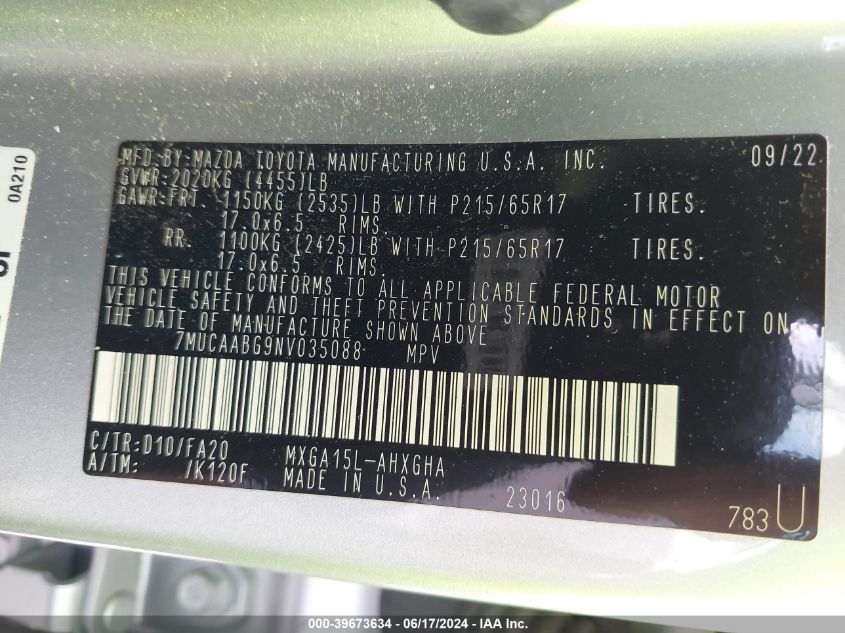 MFD.BY:MAZDA TOYOTA MANUFACTURING U.S.A. INC. 09/22
GVWR:2020KG (4455)LB
GAWR:FRT. 1150KG (2535)LB WITH P215/65R17 TIRES.
17.0x6.5 RIMS.
RR. 1100KG (2425)LB WITH P215/65R17 TIRES.
17.0x6.5 RIMS.
THIS VEHICLE CONFORMS TO ALL APPLICABLE FEDERAL MOTOR
VEHICLE SAFETY AND THEFT PREVENTION STANDARDS IN EFFECT ON
THE DATE OF MANUFACTURE SHOWN ABOVE
7MUCAABG9NV035088 MPV
C/TR:D10/FA20 MXGA15L-AHXGHA
A/TM: /K120F MADE IN U.S.A. 23016
783U
0A210
000-39673634 - 06/17/2024 - IAA Inc.